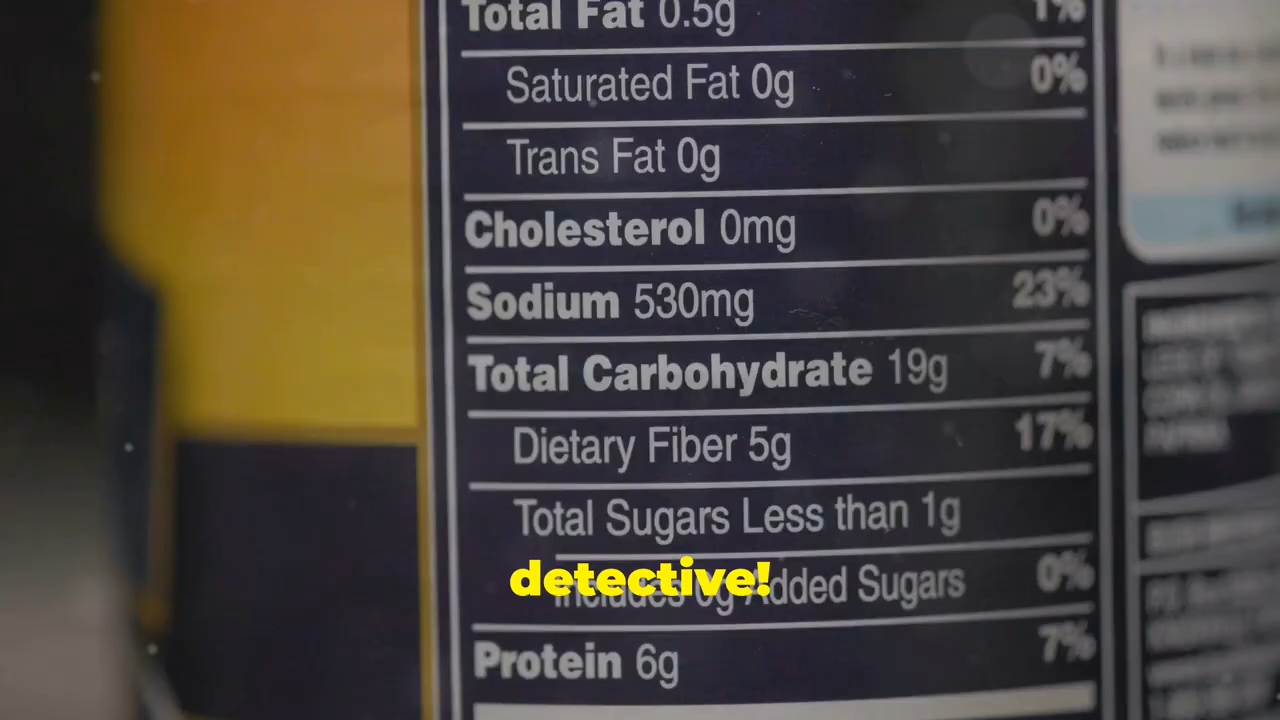 Total Fat 0.5g 1%
Saturated Fat 0g 0%
Trans Fat 0g
Cholesterol 0mg 0%
Sodium 530mg 23%
Total Carbohydrate 19g 7%
Dietary Fiber 5g 17%
Total Sugars Less than 1g
detective!
Includes 0g Added Sugars 0%
Protein 6g 7%